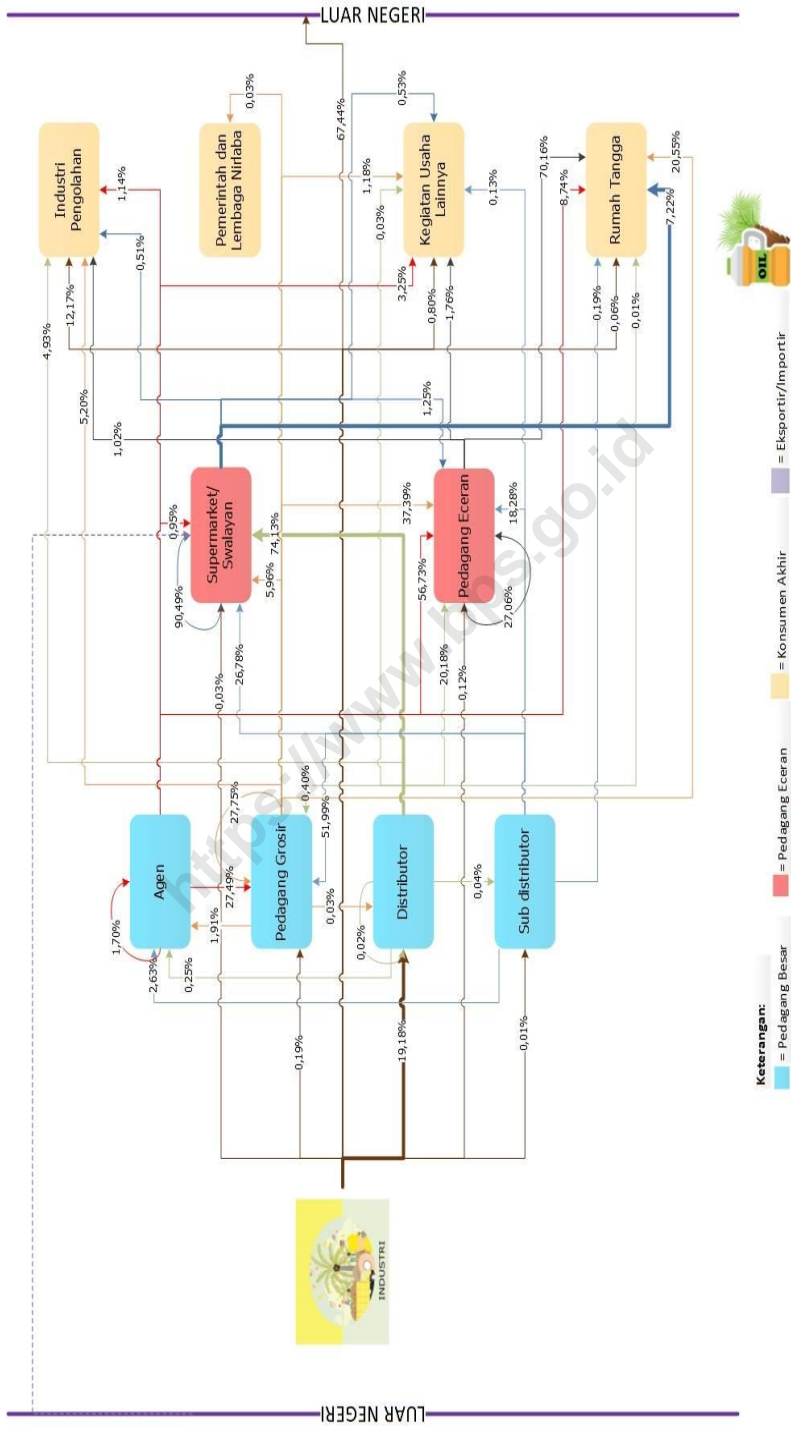 LUAR NEGERI
Industri
Pengolahan
1,14%
0,51%
4,93%
12,17%
5,20%
1,02%
Pemerintah dan
Lembaga Nirlaba
0,03%
67,44%
Kegiatan Usaha
Lainnya
0,53%
1,18%
0,03%
0,13%
3,25%
0,80%
1,76%
Rumah Tangga
70,16%
8,74%
20,55%
7,22%
0,19%
0,06%
0,01%
Supermarket/
Swalayan
0,95%
90,49%
74,13%
5,96%
0,03%
26,78%
Pedagang Eceran
1,25%
37,39%
18,28%
56,73%
27,06%
20,18%
0,12%
Agen
1,70%
2,63%
0,25%
27,49%
1,91%
Pedagang Grosir
27,75%
0,40%
51,99%
0,03%
0,19%
Distributor
0,02%
0,04%
19,18%
Sub distributor
0,01%
INDUSTRI
LUAR NEGERI
OIL
Keterangan:
= Pedagang Besar
= Pedagang Eceran
= Konsumen Akhir
= Eksportir/Importir
https://www.bps.go.id